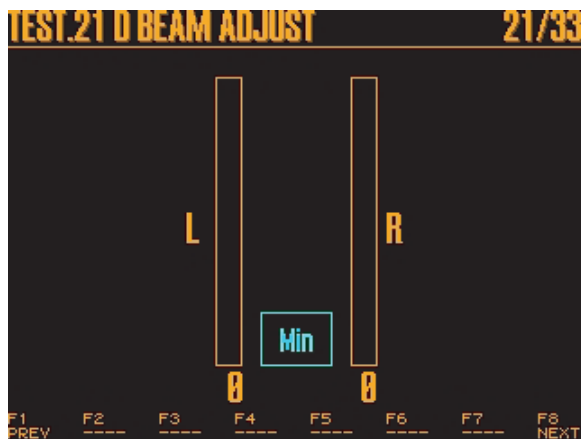 TEST.21 D BEAM ADJUST 21/33
L R
Min
0 0
F1 F2 F3 F4 F5 F6 F7 F8
PREV ---- ---- ---- ---- ---- ---- NEXT